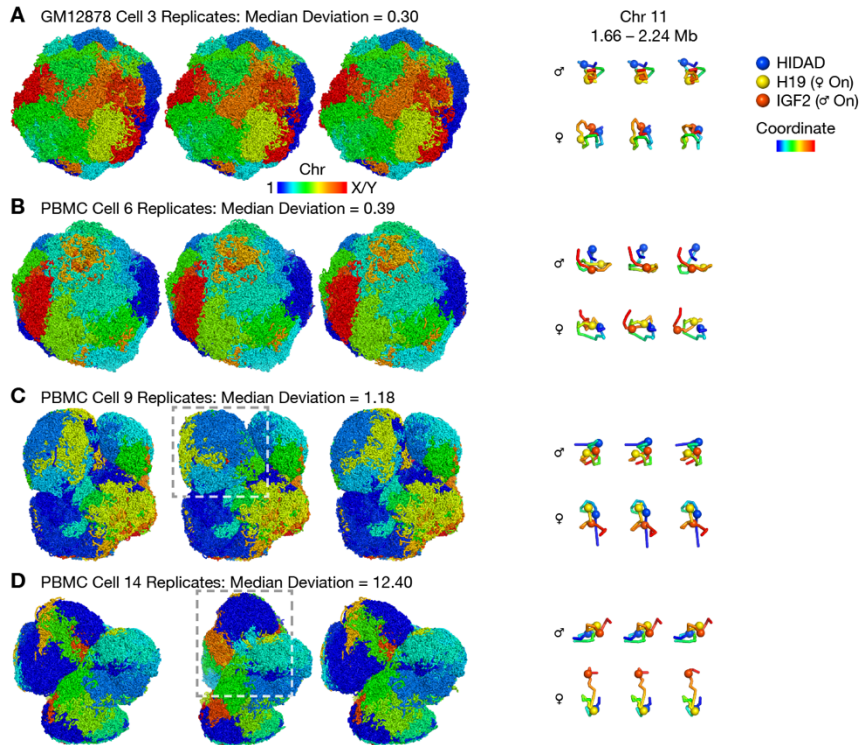 A GM12878 Cell 3 Replicates: Median Deviation = 0.30
Chr 11
1.66 – 2.24 Mb
♂
♀
HIDAD
H19 (♀ On)
IGF2 (♂ On)
Coordinate
Chr
1 X/Y
B PBMC Cell 6 Replicates: Median Deviation = 0.39
♂
♀
C PBMC Cell 9 Replicates: Median Deviation = 1.18
♂
♀
D PBMC Cell 14 Replicates: Median Deviation = 12.40
♂
♀